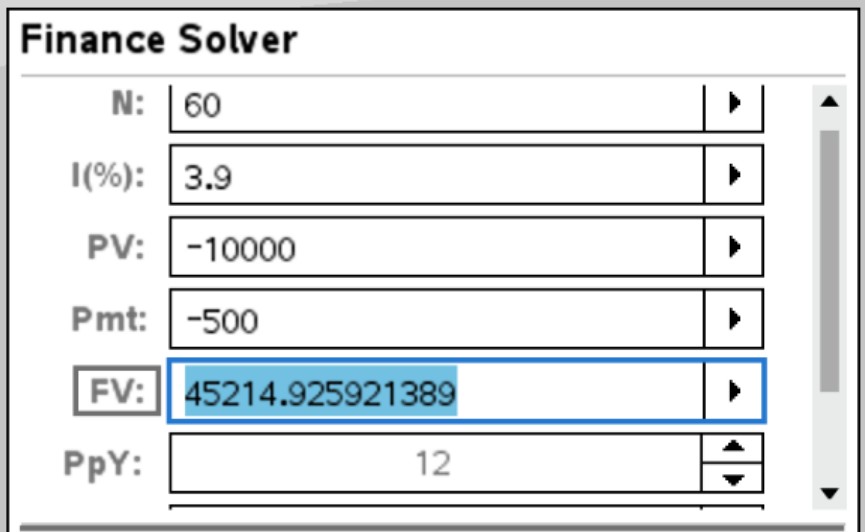 Finance Solver
N: 60
I(%): 3.9
PV: -10000
Pmt: -500
FV: 45214.925921389
PpY: 12